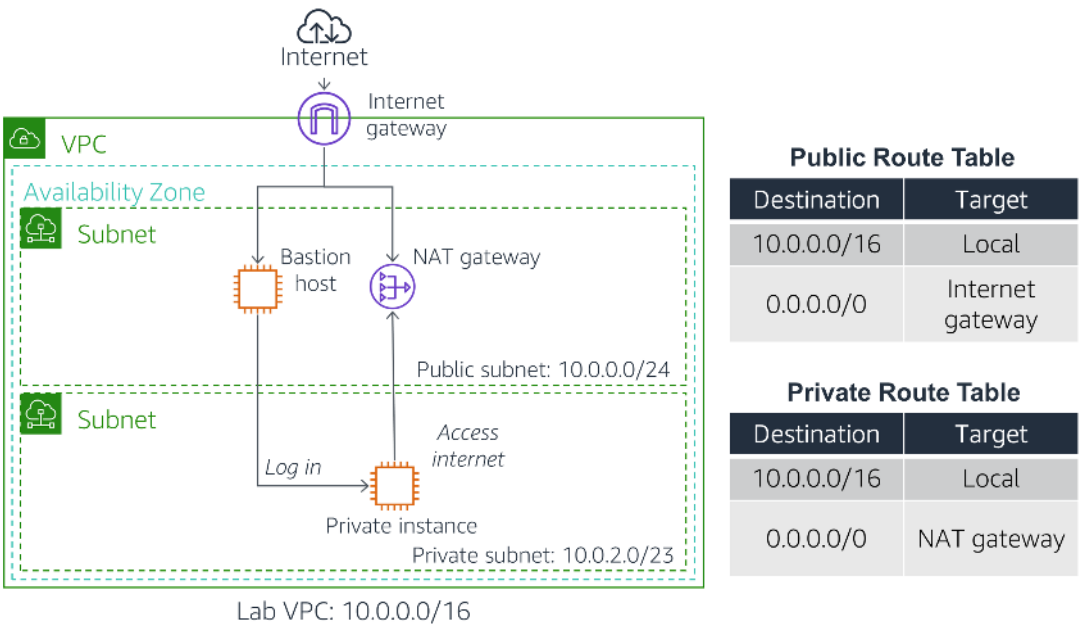 Internet
Internet
gateway
VPC
Availability Zone
Subnet
Bastion
host
NAT gateway
Public subnet: 10.0.0.0/24
Subnet
Access
internet
Log in
Private instance
Private subnet: 10.0.2.0/23
Lab VPC: 10.0.0.0/16
Public Route Table
Destination Target
10.0.0.0/16 Local
0.0.0.0/0 Internet
gateway
Private Route Table
Destination Target
10.0.0.0/16 Local
0.0.0.0/0 NAT gateway